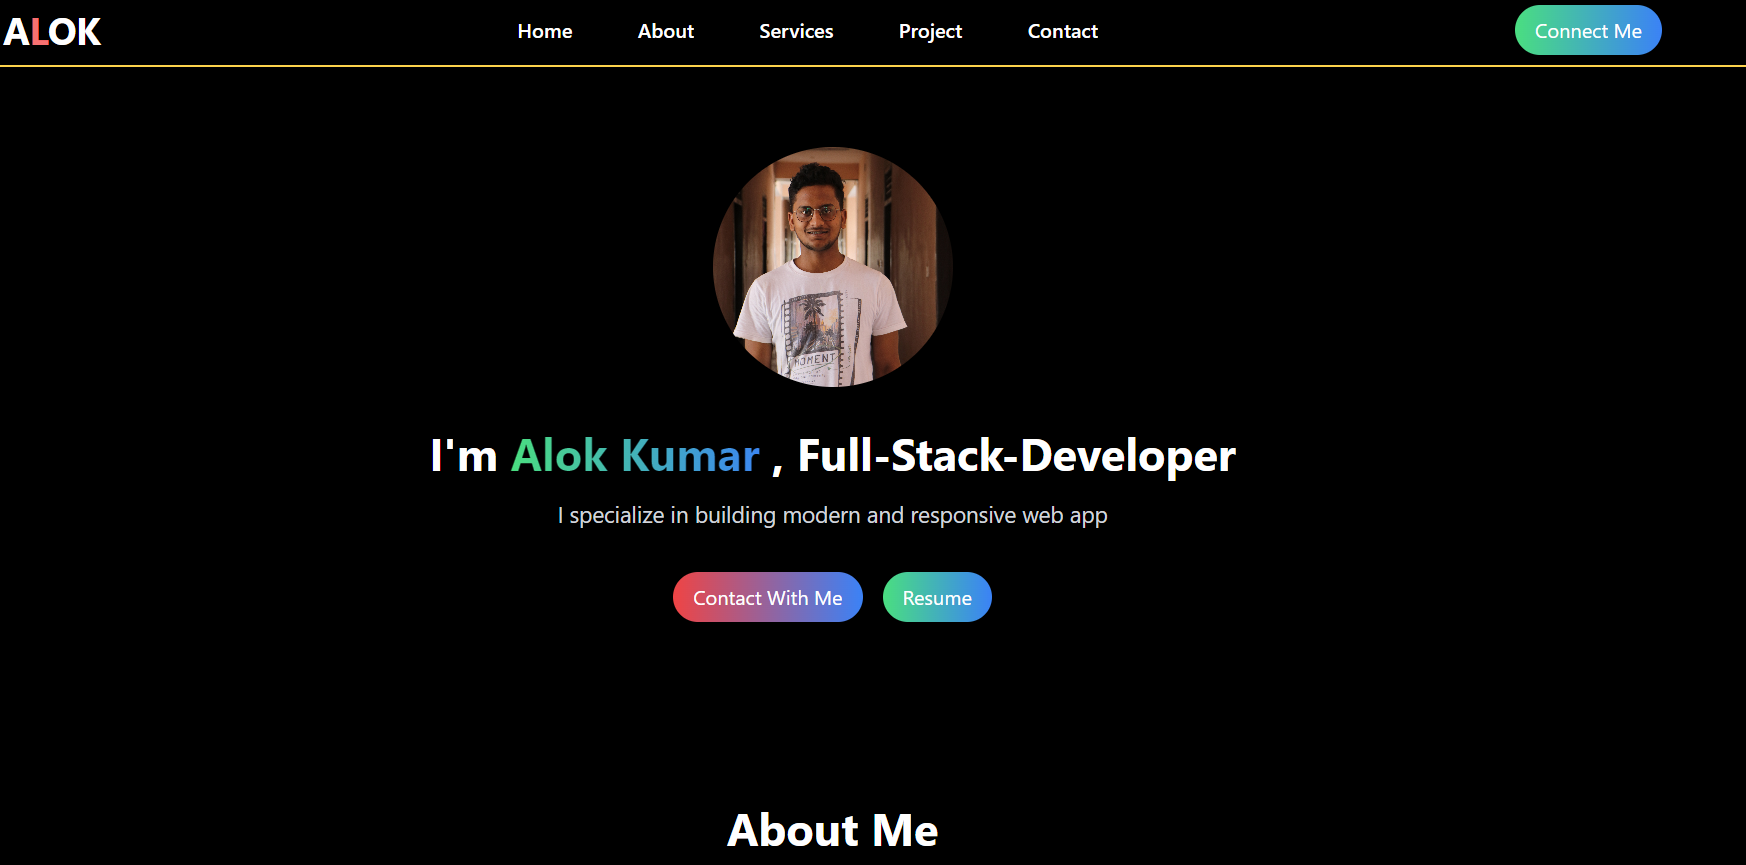 ALOK Home About Services Project Contact Connect Me
MOMENT
I'm Alok Kumar , Full-Stack-Developer
I specialize in building modern and responsive web app
Contact With Me Resume
About Me